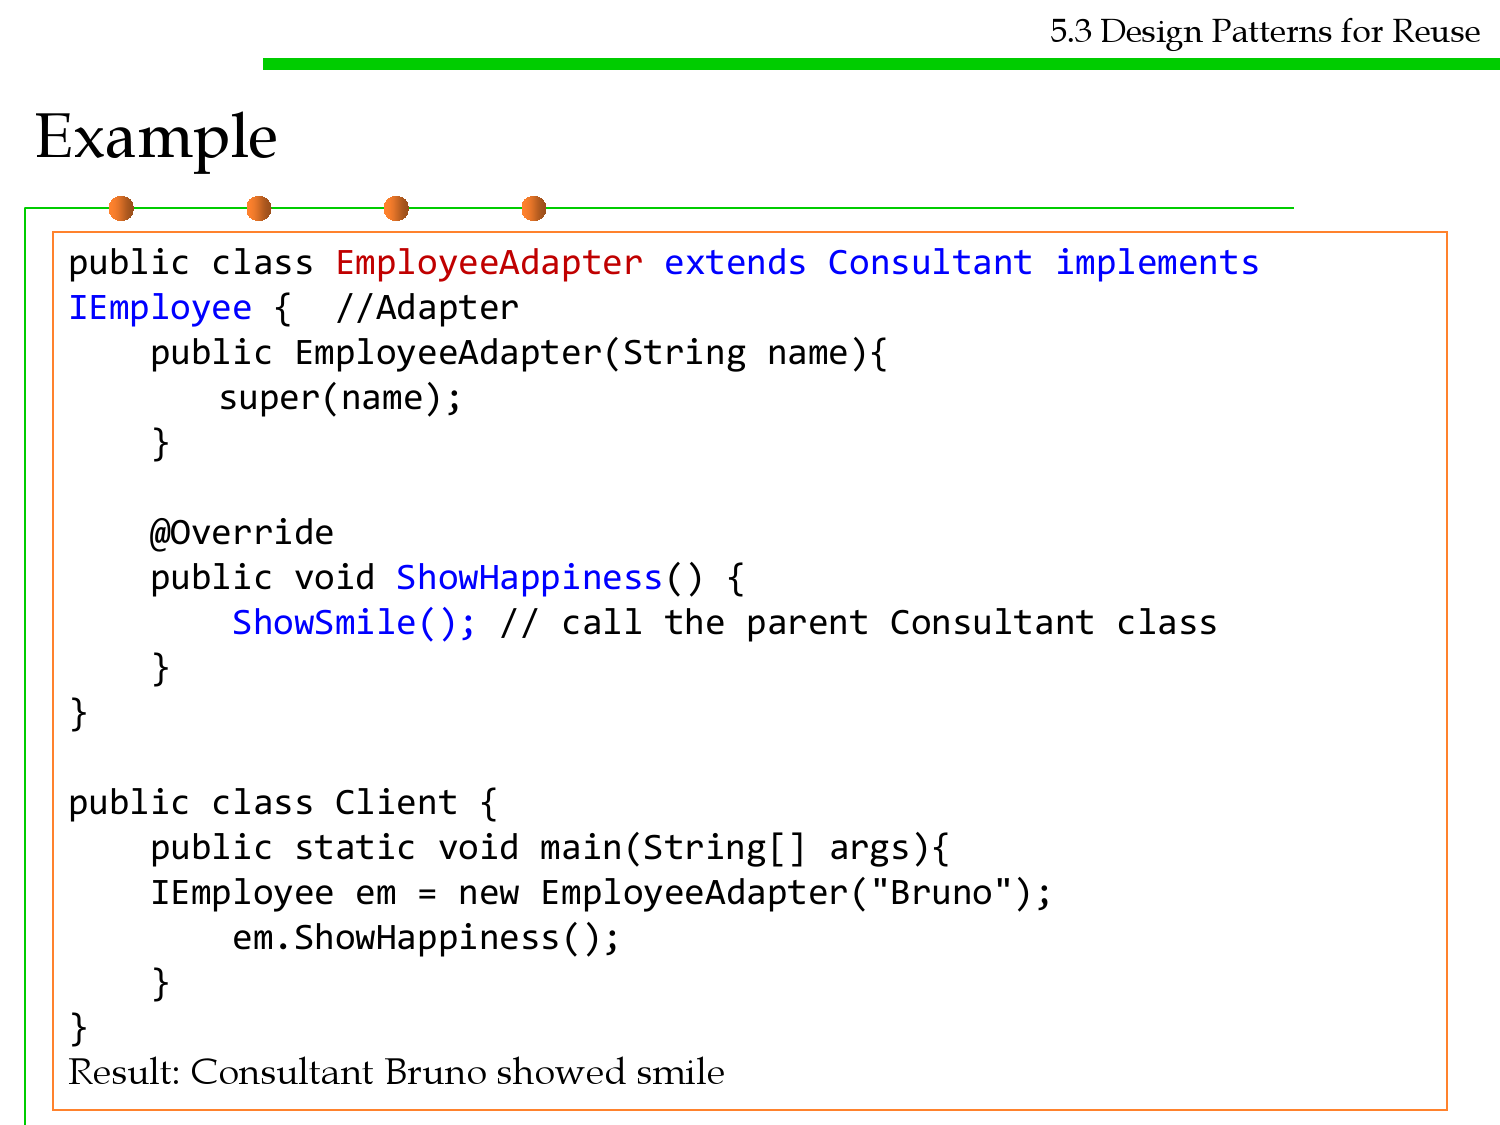 5.3 Design Patterns for Reuse
Example
public class EmployeeAdapter extends Consultant implements
IEmployee {  //Adapter
    public EmployeeAdapter(String name){
        super(name);
    }
    @Override
    public void ShowHappiness() {
        ShowSmile(); // call the parent Consultant class
    }
}
public class Client {
    public static void main(String[] args){
    IEmployee em = new EmployeeAdapter("Bruno");
        em.ShowHappiness();
    }
}
Result: Consultant Bruno showed smile